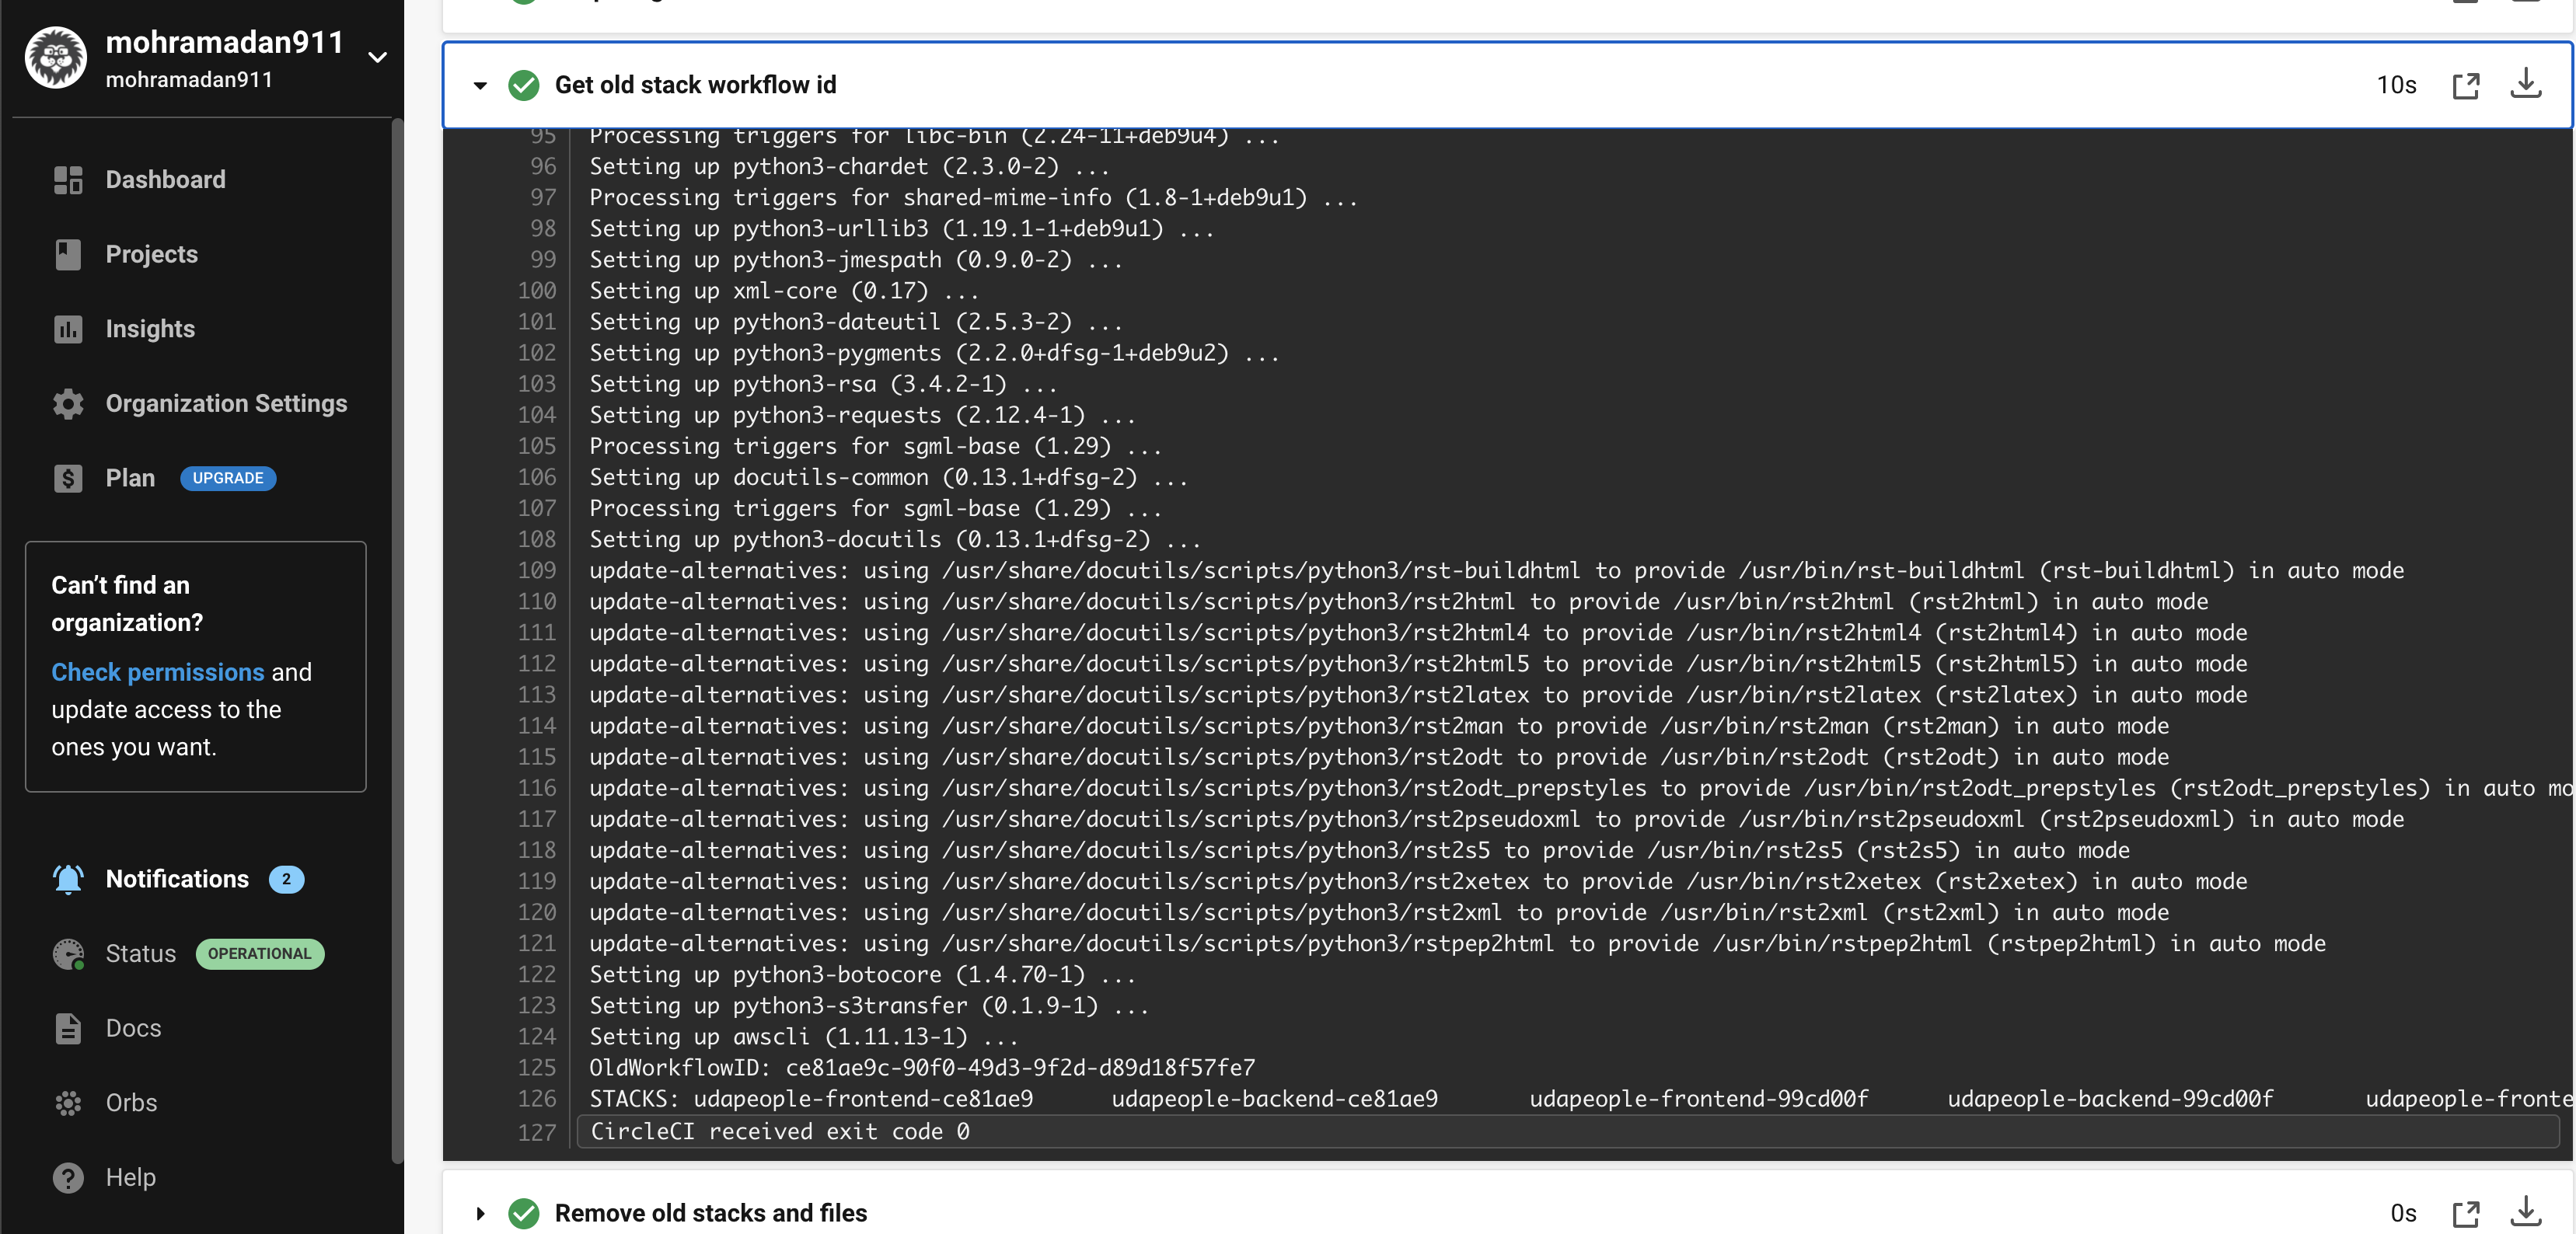 mohramadan911
mohramadan911
Dashboard
Projects
Insights
Organization Settings
Plan UPGRADE
Can’t find an
organization?
Check permissions and
update access to the
ones you want.
Notifications 2
Status OPERATIONAL
Docs
Orbs
Help
Get old stack workflow id 10s
95 Processing triggers for libc-bin (2.24-11+deb9u4) ...
96 Setting up python3-chardet (2.3.0-2) ...
97 Processing triggers for shared-mime-info (1.8-1+deb9u1) ...
98 Setting up python3-urllib3 (1.19.1-1+deb9u1) ...
99 Setting up python3-jmespath (0.9.0-2) ...
100 Setting up xml-core (0.17) ...
101 Setting up python3-dateutil (2.5.3-2) ...
102 Setting up python3-pygments (2.2.0+dfsg-1+deb9u2) ...
103 Setting up python3-rsa (3.4.2-1) ...
104 Setting up python3-requests (2.12.4-1) ...
105 Processing triggers for sgml-base (1.29) ...
106 Setting up docutils-common (0.13.1+dfsg-2) ...
107 Processing triggers for sgml-base (1.29) ...
108 Setting up python3-docutils (0.13.1+dfsg-2) ...
109 update-alternatives: using /usr/share/docutils/scripts/python3/rst-buildhtml to provide /usr/bin/rst-buildhtml (rst-buildhtml) in auto mode
110 update-alternatives: using /usr/share/docutils/scripts/python3/rst2html to provide /usr/bin/rst2html (rst2html) in auto mode
111 update-alternatives: using /usr/share/docutils/scripts/python3/rst2html4 to provide /usr/bin/rst2html4 (rst2html4) in auto mode
112 update-alternatives: using /usr/share/docutils/scripts/python3/rst2html5 to provide /usr/bin/rst2html5 (rst2html5) in auto mode
113 update-alternatives: using /usr/share/docutils/scripts/python3/rst2latex to provide /usr/bin/rst2latex (rst2latex) in auto mode
114 update-alternatives: using /usr/share/docutils/scripts/python3/rst2man to provide /usr/bin/rst2man (rst2man) in auto mode
115 update-alternatives: using /usr/share/docutils/scripts/python3/rst2odt to provide /usr/bin/rst2odt (rst2odt) in auto mode
116 update-alternatives: using /usr/share/docutils/scripts/python3/rst2odt_prepstyles to provide /usr/bin/rst2odt_prepstyles (rst2odt_prepstyles) in auto mo
117 update-alternatives: using /usr/share/docutils/scripts/python3/rst2pseudoxml to provide /usr/bin/rst2pseudoxml (rst2pseudoxml) in auto mode
118 update-alternatives: using /usr/share/docutils/scripts/python3/rst2s5 to provide /usr/bin/rst2s5 (rst2s5) in auto mode
119 update-alternatives: using /usr/share/docutils/scripts/python3/rst2xetex to provide /usr/bin/rst2xetex (rst2xetex) in auto mode
120 update-alternatives: using /usr/share/docutils/scripts/python3/rst2xml to provide /usr/bin/rst2xml (rst2xml) in auto mode
121 update-alternatives: using /usr/share/docutils/scripts/python3/rstpep2html to provide /usr/bin/rstpep2html (rstpep2html) in auto mode
122 Setting up python3-botocore (1.4.70-1) ...
123 Setting up python3-s3transfer (0.1.9-1) ...
124 Setting up awscli (1.11.13-1) ...
125 OldWorkflowID: ce81ae9c-90f0-49d3-9f2d-d89d18f57fe7
126 STACKS: udapeople-frontend-ce81ae9 udapeople-backend-ce81ae9 udapeople-frontend-99cd00f udapeople-backend-99cd00f udapeople-fronte
127 CircleCI received exit code 0
Remove old stacks and files 0s